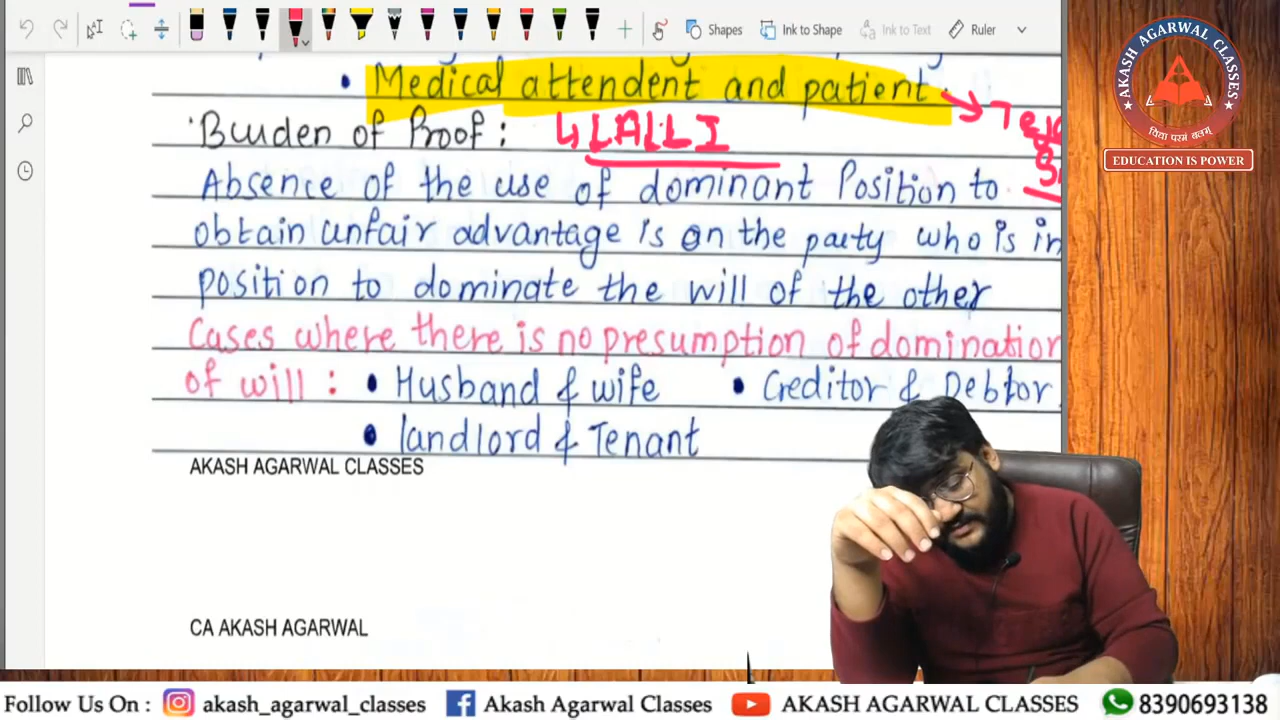 Shapes
Ink to Shape
Ink to Text
Ruler
• Medical attendent and patient.
Burden of Proof : ↳ LALLI
Absence of the use of dominant Position to
obtain unfair advantage is on the party who is in
position to dominate the will of the other
Cases where there is no presumption of domination
of will : • Husband & wife • Creditor & Debtor
• landlord & Tenant
AKASH AGARWAL CLASSES
CA AKASH AGARWAL
AKASH AGARWAL CLASSES
विद्या परमं बलम्
EDUCATION IS POWER
Follow Us On : akash_agarwal_classes Akash Agarwal Classes AKASH AGARWAL CLASSES 8390693138